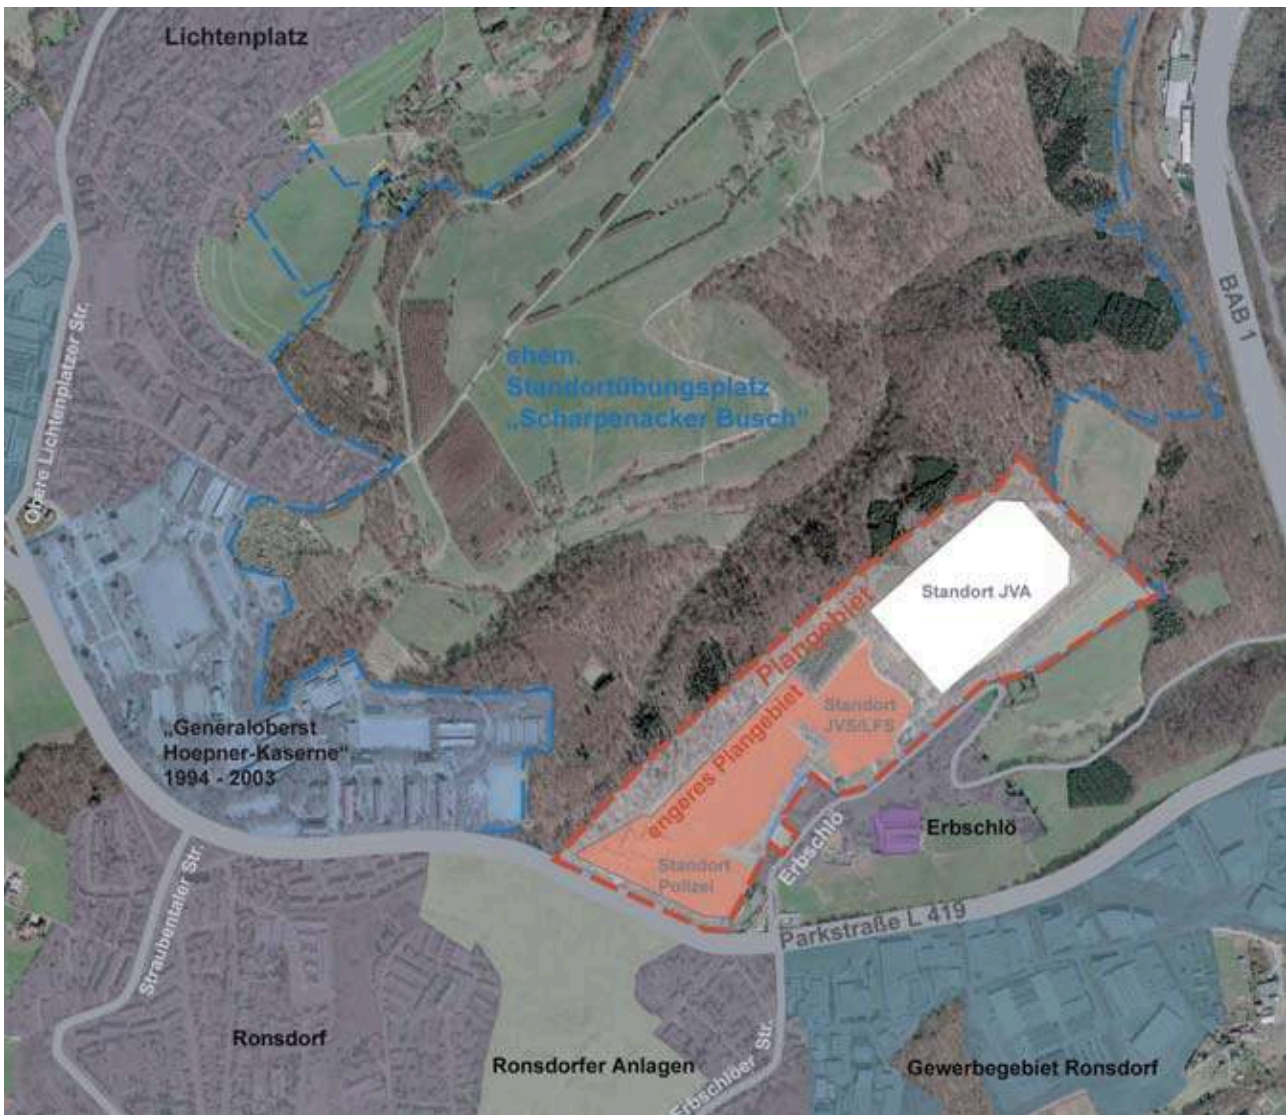 Lichtenplatz
L 419
Obere Lichtenplatzer Str.
BAB 1
ehem.
Standortübungsplatz
„Scharpenacker Busch“
Standort JVA
Plangebiet
engeres Plangebiet
Standort
JVS/LFS
„Generaloberst
Hoepner-Kaserne“
1994 - 2003
Erbschlö
Erbschlö
Standort
Polizei
Parkstraße L 419
Straubentaler Str.
Ronsdorf
Ronsdorfer Anlagen
Erbschlöer Str.
Gewerbegebiet Ronsdorf